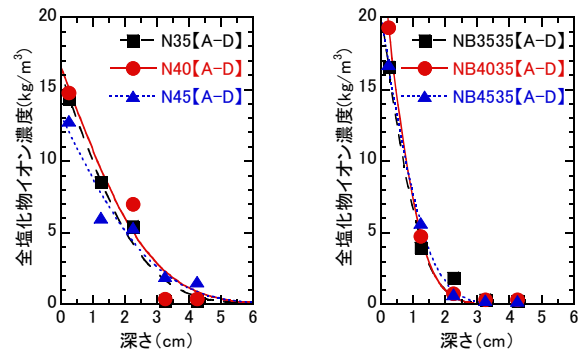 全塩化物イオン濃度(kg/m³)
20
15
10
5
0
N35【A-D】
N40【A-D】
N45【A-D】
0 1 2 3 4 5 6
深さ(cm)
全塩化物イオン濃度(kg/m³)
20
15
10
5
0
NB3535【A-D】
NB4035【A-D】
NB4535【A-D】
0 1 2 3 4 5 6
深さ(cm)